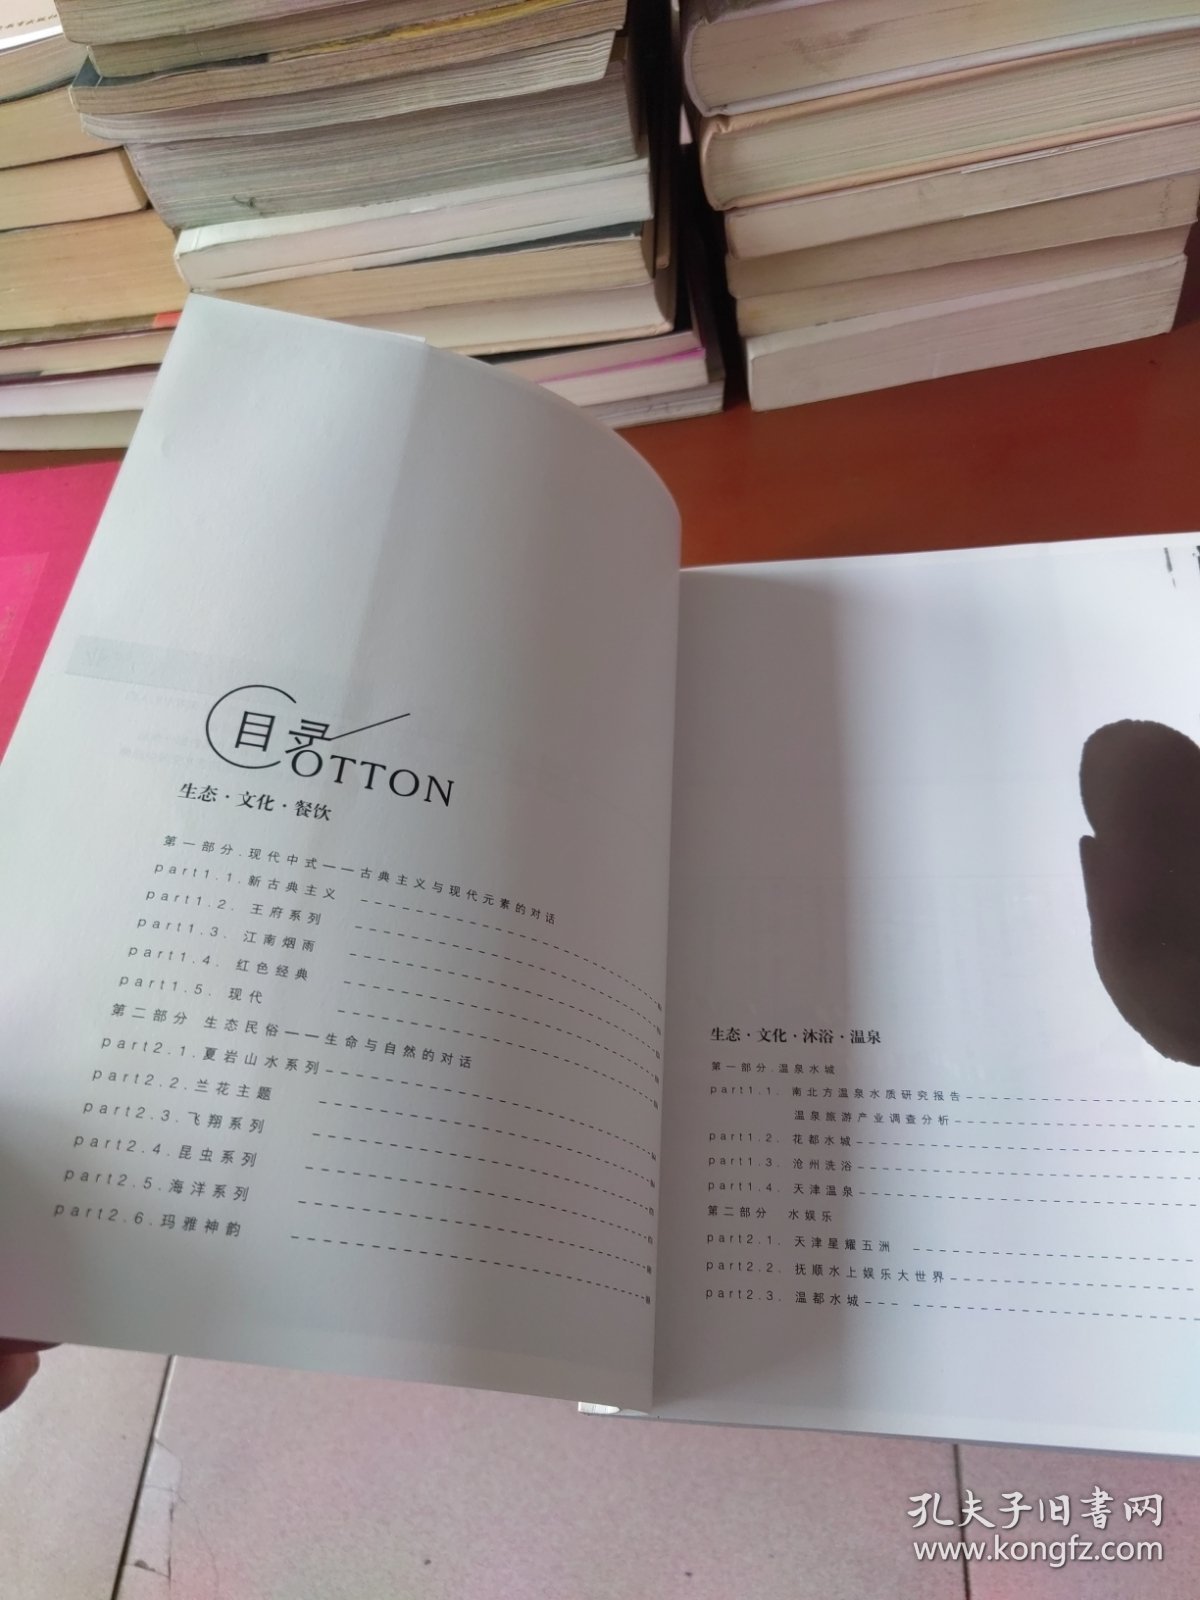 目录
COTTON
生态·文化·餐饮
第一部分.现代中式——古典主义与现代元素的对话
part1.1.新古典主义
part1.2. 王府系列
part1.3. 江南烟雨
part1.4. 红色经典
part1.5. 现代
第二部分 生态民俗——生命与自然的对话
part2.1.夏岩山水系列
part2.2.兰花主题
part2.3.飞翔系列
part2.4.昆虫系列
part2.5.海洋系列
part2.6.玛雅神韵
生态·文化·沐浴·温泉
第一部分.温泉水城
part1.1. 南北方温泉水质研究报告
温泉旅游产业调查分析
part1.2. 花都水城
part1.3. 沧州洗浴
part1.4. 天津温泉
第二部分 水娱乐
part2.1. 天津星耀五洲
part2.2. 抚顺水上娱乐大世界
part2.3. 温都水城
孔夫子旧书网
www.kongfz.com